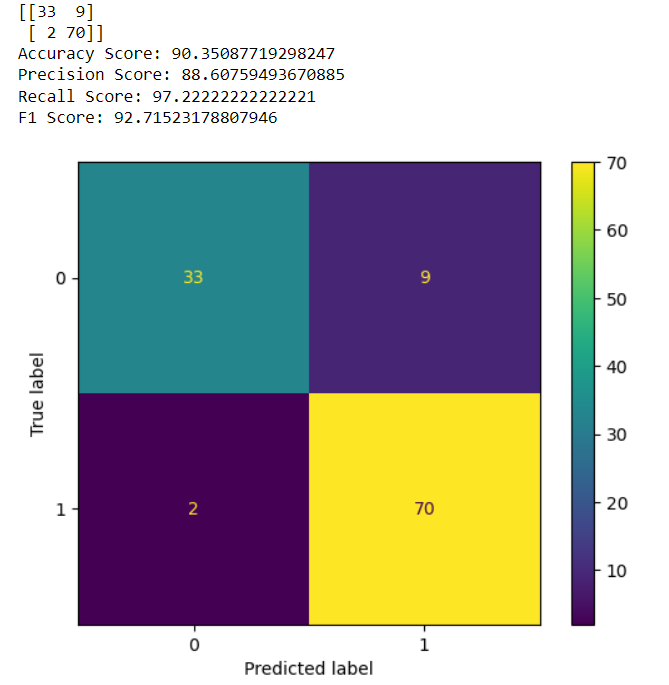 [[33  9]
 [ 2 70]]
Accuracy Score: 90.35087719298247
Precision Score: 88.60759493670885
Recall Score: 97.22222222222221
F1 Score: 92.71523178807946
70
60
0
33
9
50
40
True label
30
1
2
70
20
10
0
1
Predicted label